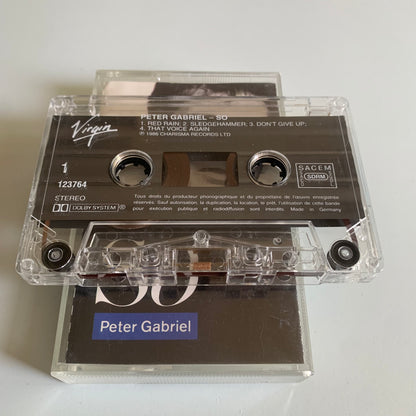 PETER GABRIEL – SO
1. RED RAIN; 2. SLEDGEHAMMER; 3. DON'T GIVE UP;
4. THAT VOICE AGAIN
℗ 1986 CHARISMA RECORDS LTD
Virgin
1
123764
STEREO
DOLBY SYSTEM ®
SACEM
SDRM
Tous droits du producteur phonographique et du propriétaire de l'œuvre enregistrée
réservés. Sauf autorisation, la duplication, la location, le prêt, l'utilisation de cette bande
pour exécution publique et radiodiffusion sont interdits. Made in Germany
So
Peter Gabriel